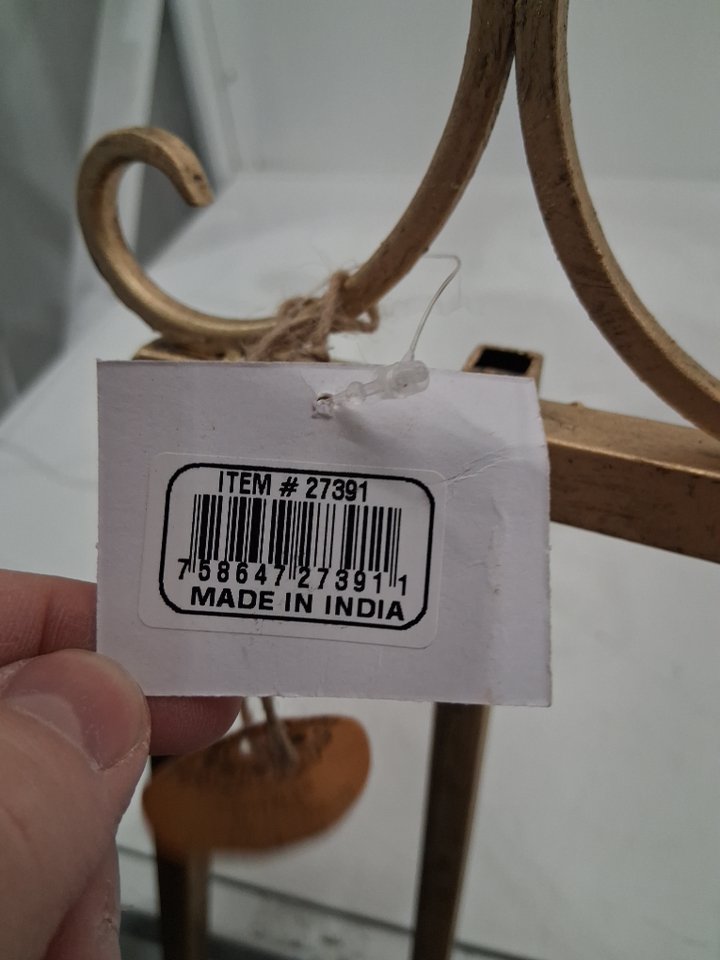 ITEM # 27391
7 58647 27391 1
MADE IN INDIA